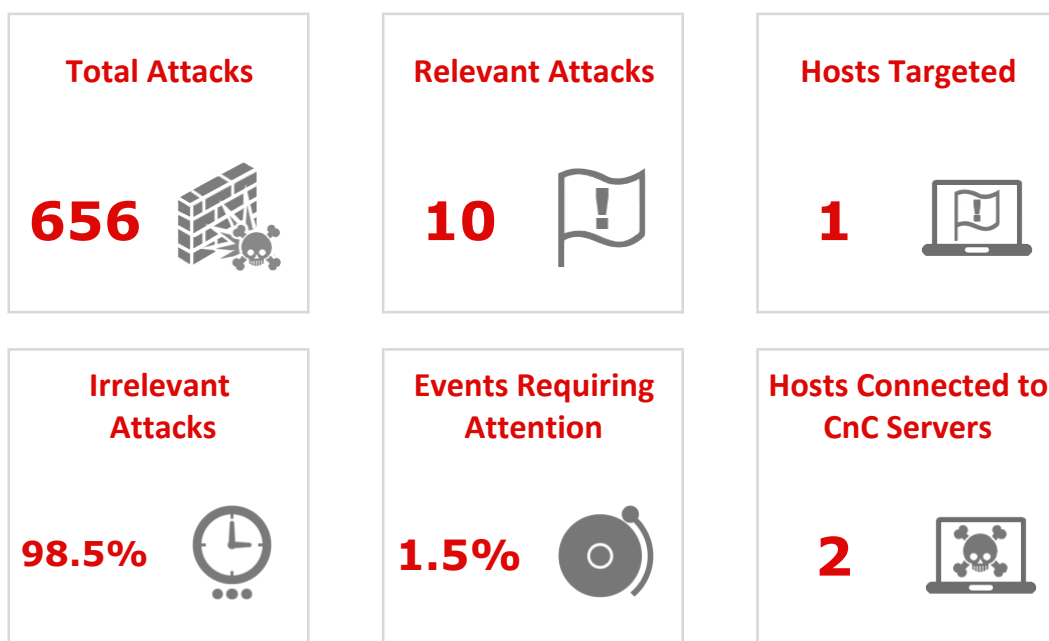 Total Attacks
656
Relevant Attacks
10
Hosts Targeted
1
Irrelevant
Attacks
98.5%
Events Requiring
Attention
1.5%
Hosts Connected to
CnC Servers
2